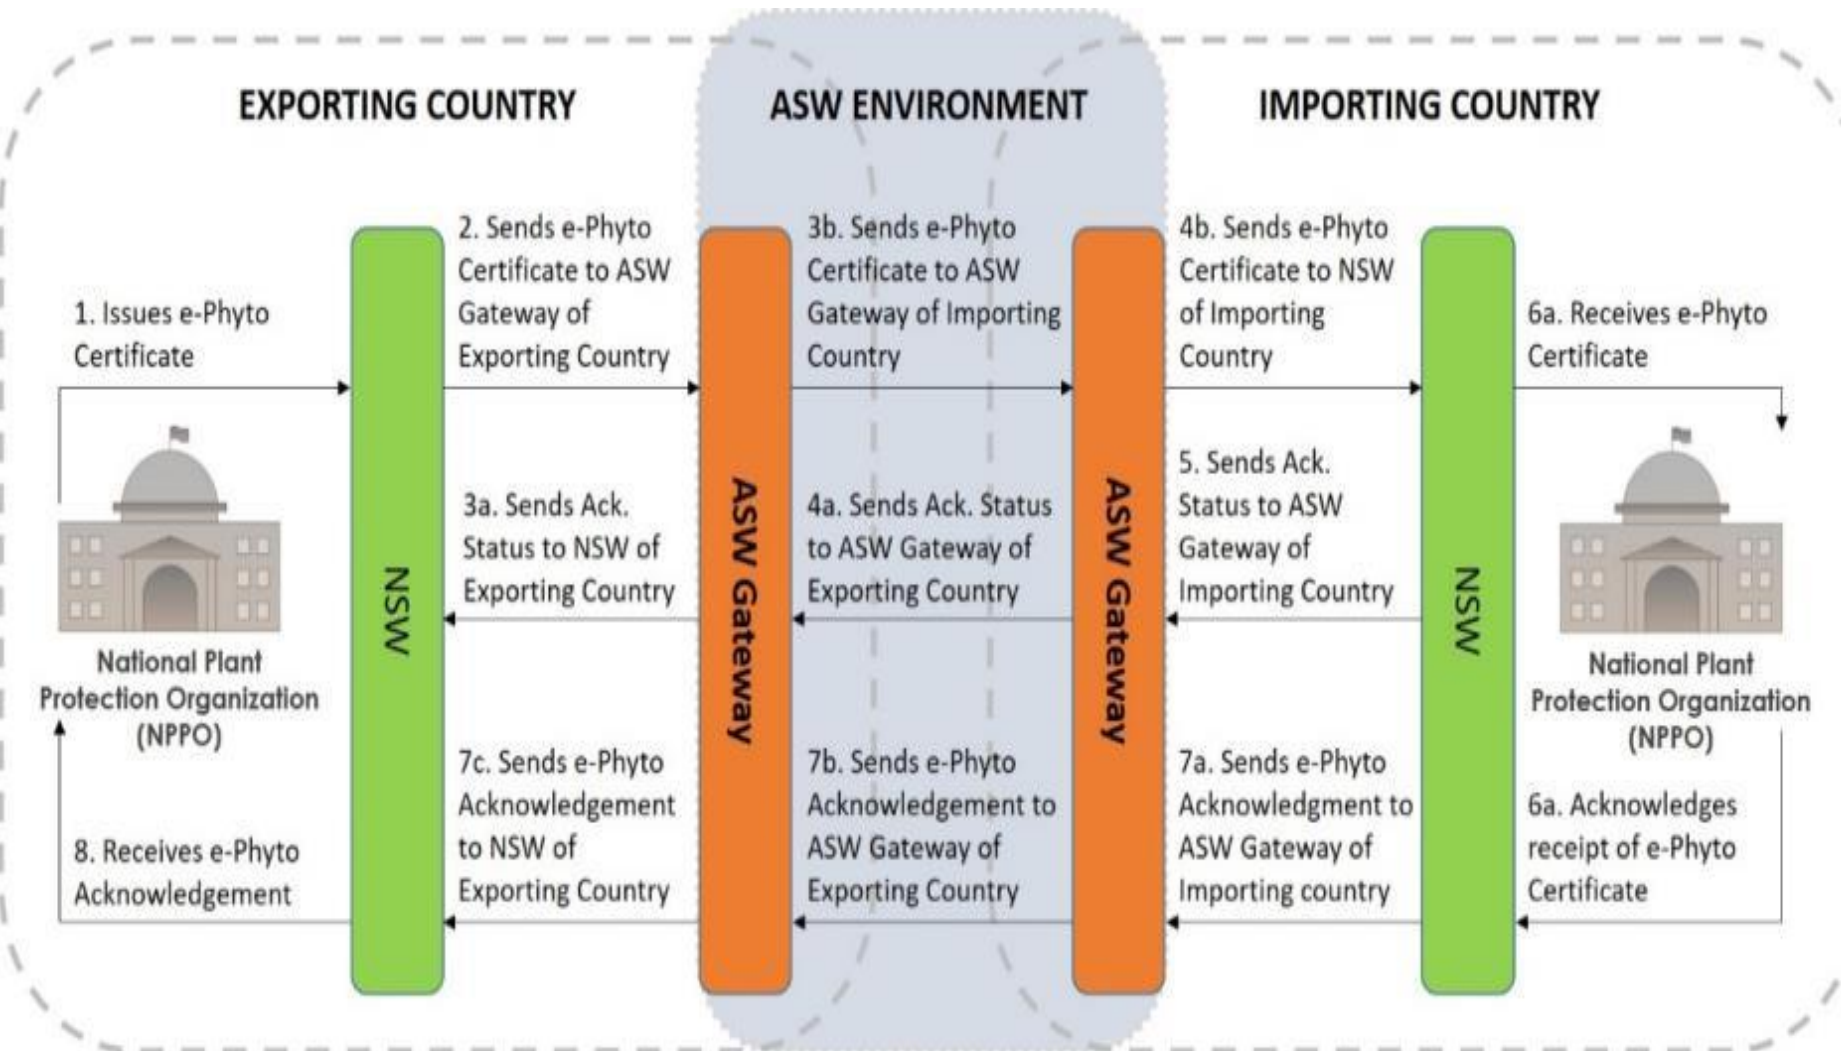 EXPORTING COUNTRY
ASW ENVIRONMENT
IMPORTING COUNTRY
1. Issues e-Phyto
Certificate
2. Sends e-Phyto
Certificate to ASW
Gateway of
Exporting Country
3b. Sends e-Phyto
Certificate to ASW
Gateway of Importing
Country
4b. Sends e-Phyto
Certificate to NSW
of Importing
Country
6a. Receives e-Phyto
Certificate
3a. Sends Ack.
Status to NSW of
Exporting Country
4a. Sends Ack. Status
to ASW Gateway of
Exporting Country
5. Sends Ack.
Status to ASW
Gateway of
Importing Country
NSW
ASW Gateway
ASW Gateway
NSW
National Plant
Protection Organization
(NPPO)
National Plant
Protection Organization
(NPPO)
8. Receives e-Phyto
Acknowledgement
7c. Sends e-Phyto
Acknowledgement
to NSW of
Exporting Country
7b. Sends e-Phyto
Acknowledgement to
ASW Gateway of
Exporting Country
7a. Sends e-Phyto
Acknowledgment to
ASW Gateway of
Importing country
6a. Acknowledges
receipt of e-Phyto
Certificate